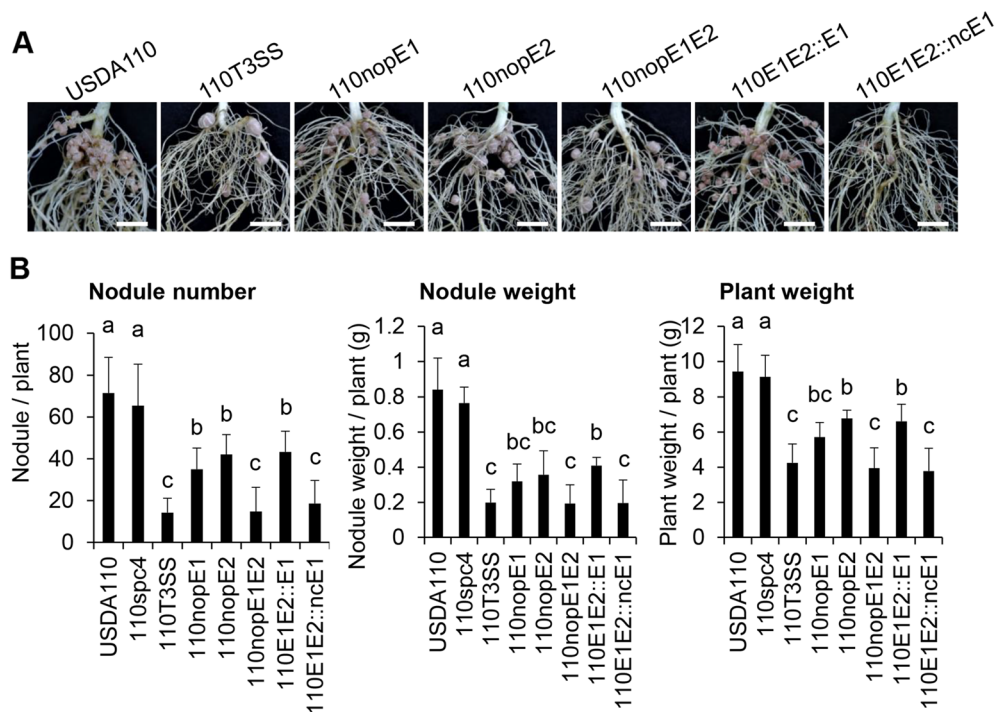 A
USDA110
110T3SS
110nopE1
110nopE2
110nopE1E2
110E1E2::E1
110E1E2::ncE1
B
Nodule number
Nodule / plant
100
80
60
40
20
0
a
a
c
b
b
c
b
c
USDA110
110spc4
110T3SS
110nopE1
110nopE2
110nopE1E2
110E1E2::E1
110E1E2::ncE1
Nodule weight
Nodule weight / plant (g)
1.2
1
0.8
0.6
0.4
0.2
0
a
a
c
bc
bc
c
b
c
USDA110
110spc4
110T3SS
110nopE1
110nopE2
110nopE1E2
110E1E2::E1
110E1E2::ncE1
Plant weight
Plant weight / plant (g)
12
10
8
6
4
2
0
a
a
c
bc
b
c
b
c
USDA110
110spc4
110T3SS
110nopE1
110nopE2
110nopE1E2
110E1E2::E1
110E1E2::ncE1